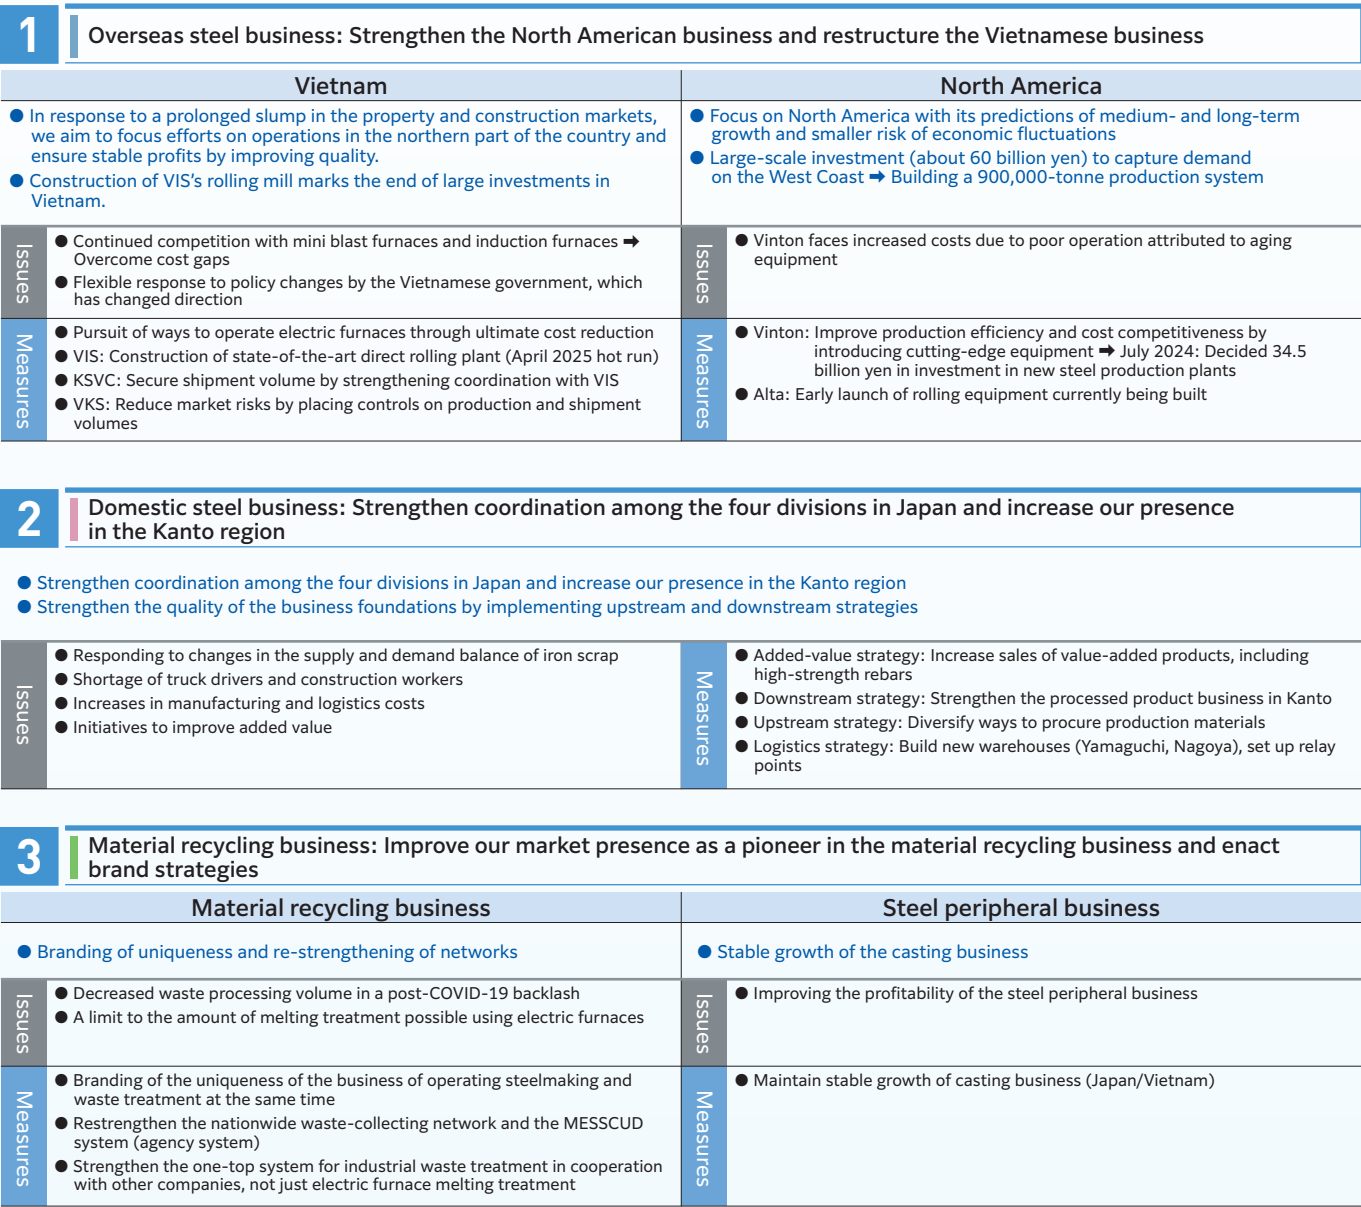 1
Overseas steel business: Strengthen the North American business and restructure the Vietnamese business
Vietnam
● In response to a prolonged slump in the property and construction markets,
we aim to focus efforts on operations in the northern part of the country and
ensure stable profits by improving quality.
● Construction of VIS's rolling mill marks the end of large investments in
Vietnam.
Issues
● Continued competition with mini blast furnaces and induction furnaces ➡
Overcome cost gaps
● Flexible response to policy changes by the Vietnamese government, which
has changed direction
Measures
● Pursuit of ways to operate electric furnaces through ultimate cost reduction
● VIS: Construction of state-of-the-art direct rolling plant (April 2025 hot run)
● KSVC: Secure shipment volume by strengthening coordination with VIS
● VKS: Reduce market risks by placing controls on production and shipment
volumes
North America
● Focus on North America with its predictions of medium- and long-term
growth and smaller risk of economic fluctuations
● Large-scale investment (about 60 billion yen) to capture demand
on the West Coast ➡ Building a 900,000-tonne production system
Issues
● Vinton faces increased costs due to poor operation attributed to aging
equipment
Measures
● Vinton: Improve production efficiency and cost competitiveness by
introducing cutting-edge equipment ➡ July 2024: Decided 34.5
billion yen in investment in new steel production plants
● Alta: Early launch of rolling equipment currently being built
2
Domestic steel business: Strengthen coordination among the four divisions in Japan and increase our presence
in the Kanto region
● Strengthen coordination among the four divisions in Japan and increase our presence in the Kanto region
● Strengthen the quality of the business foundations by implementing upstream and downstream strategies
Issues
● Responding to changes in the supply and demand balance of iron scrap
● Shortage of truck drivers and construction workers
● Increases in manufacturing and logistics costs
● Initiatives to improve added value
Measures
● Added-value strategy: Increase sales of value-added products, including
high-strength rebars
● Downstream strategy: Strengthen the processed product business in Kanto
● Upstream strategy: Diversify ways to procure production materials
● Logistics strategy: Build new warehouses (Yamaguchi, Nagoya), set up relay
points
3
Material recycling business: Improve our market presence as a pioneer in the material recycling business and enact
brand strategies
Material recycling business
● Branding of uniqueness and re-strengthening of networks
Issues
● Decreased waste processing volume in a post-COVID-19 backlash
● A limit to the amount of melting treatment possible using electric furnaces
Measures
● Branding of the uniqueness of the business of operating steelmaking and
waste treatment at the same time
● Restrengthen the nationwide waste-collecting network and the MESSCUD
system (agency system)
● Strengthen the one-top system for industrial waste treatment in cooperation
with other companies, not just electric furnace melting treatment
Steel peripheral business
● Stable growth of the casting business
Issues
● Improving the profitability of the steel peripheral business
Measures
● Maintain stable growth of casting business (Japan/Vietnam)